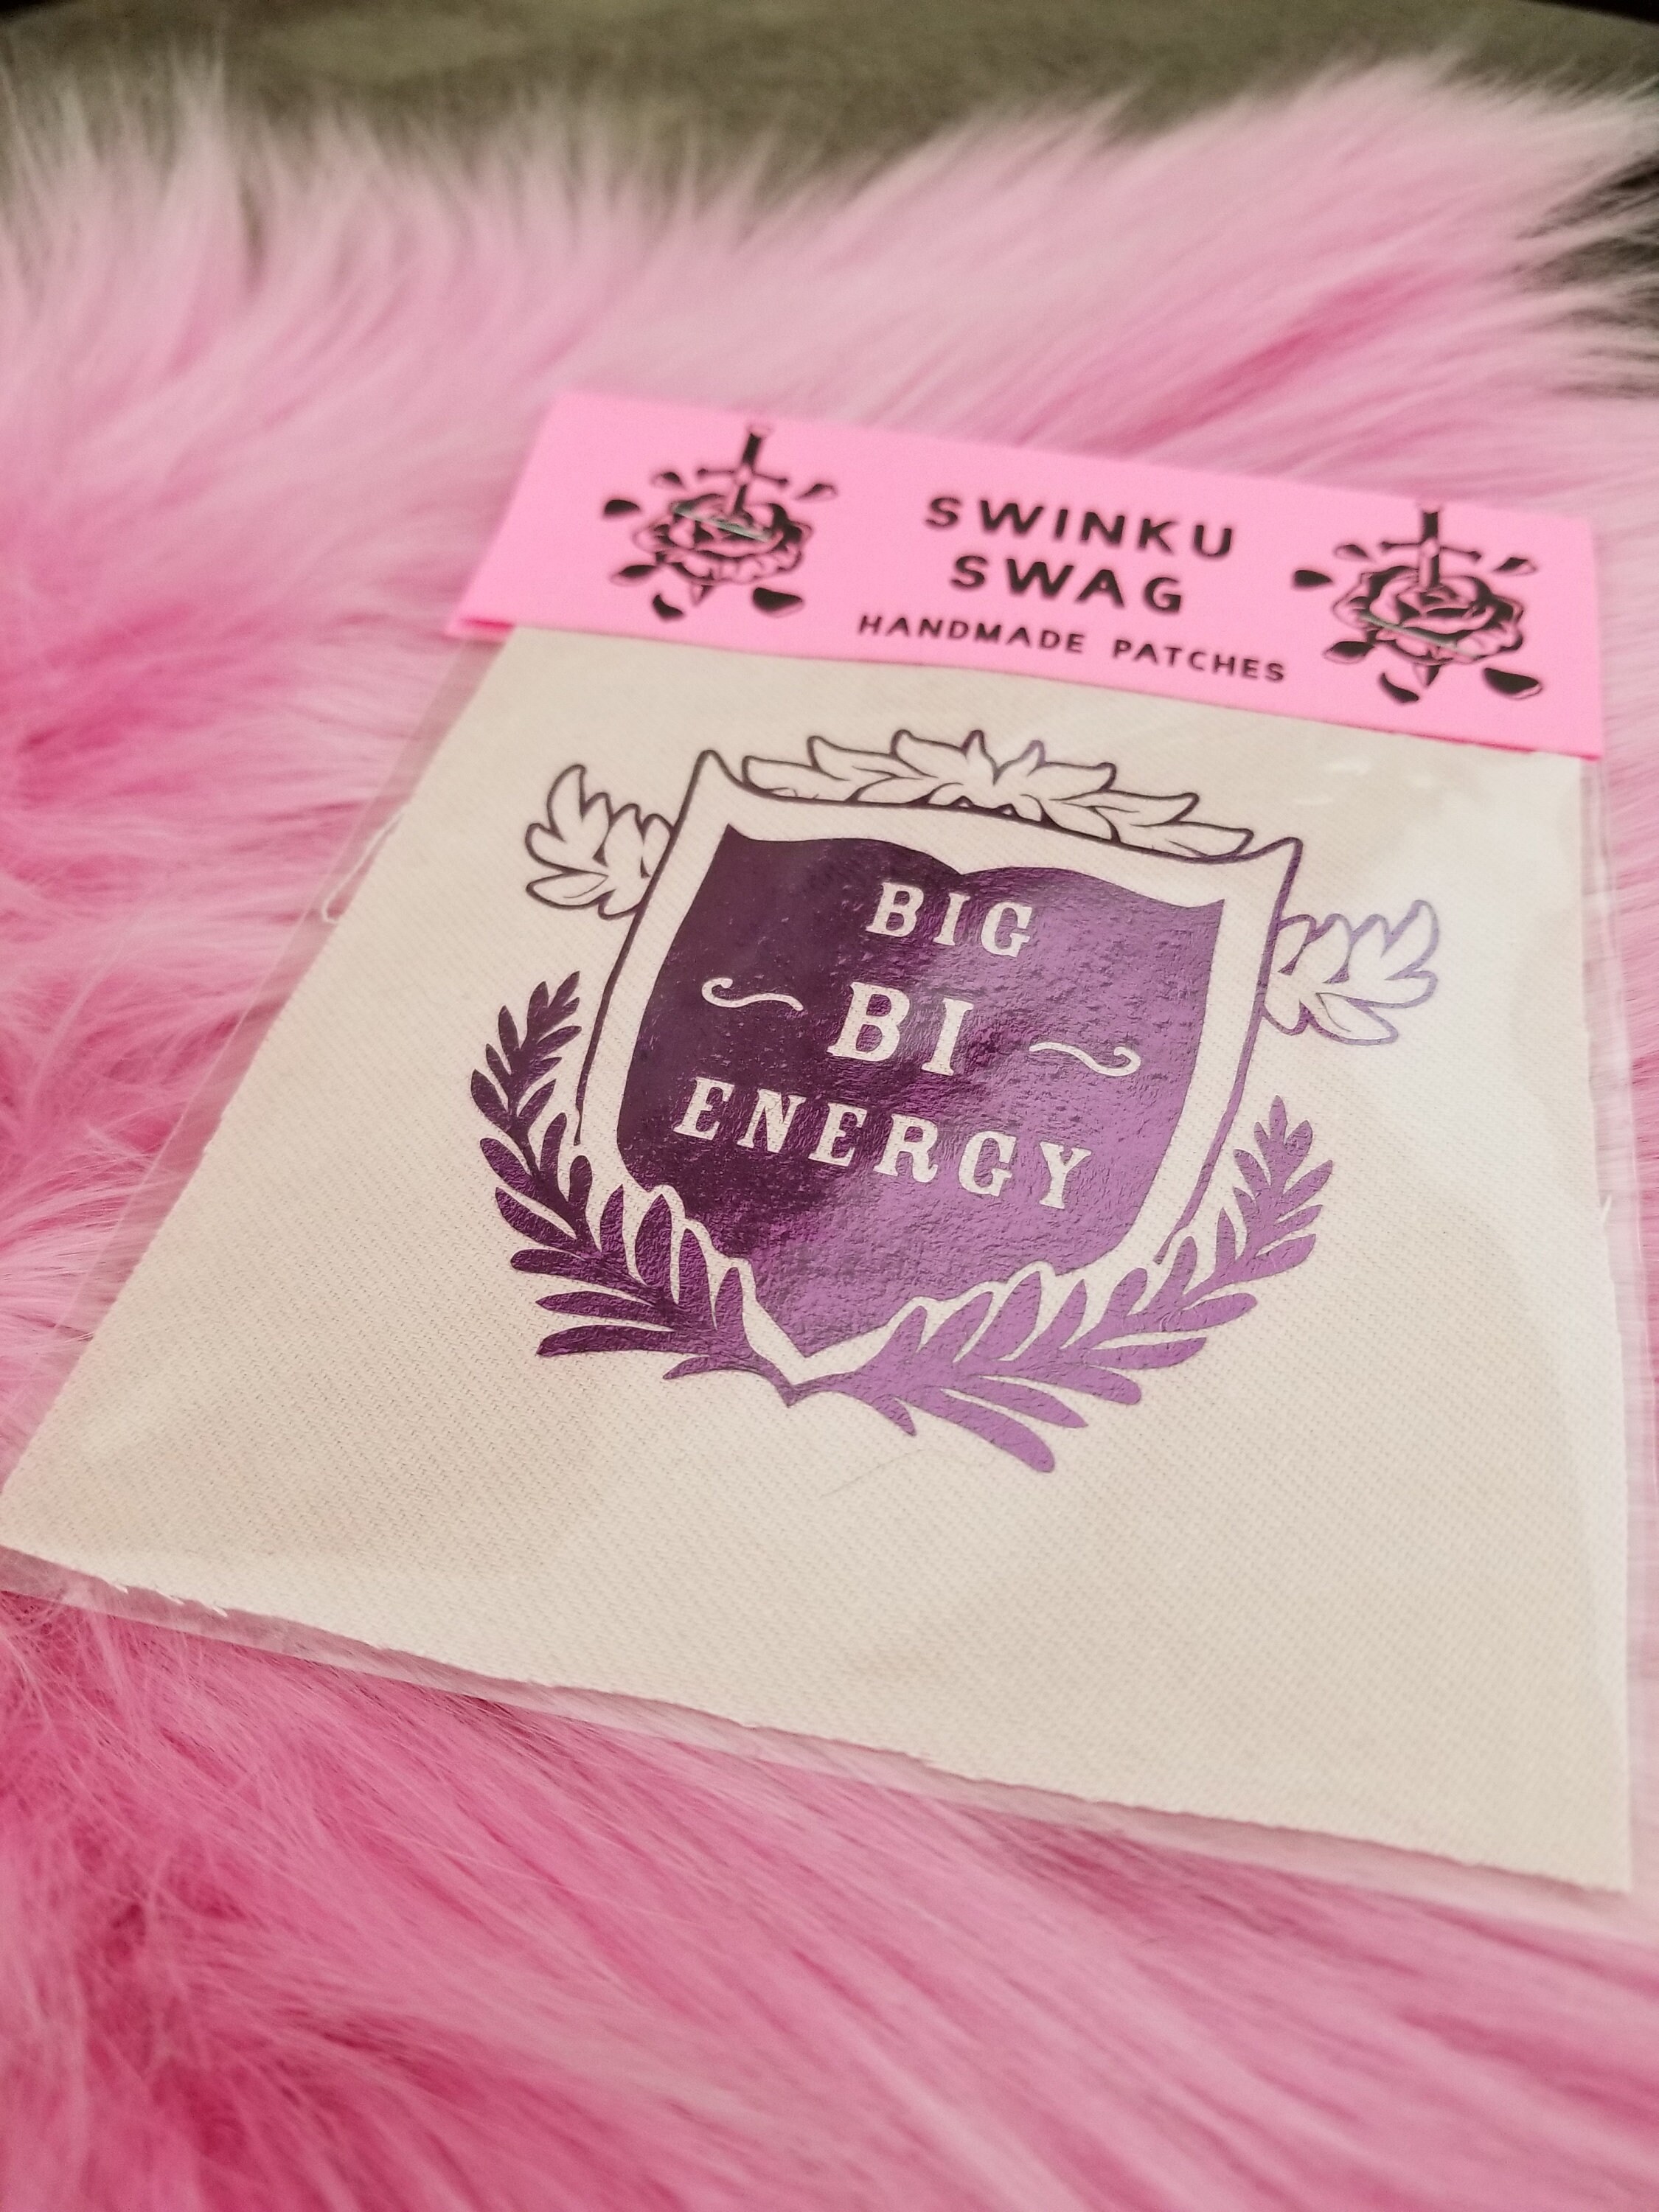 SWINKU
SWAG
HANDMADE PATCHES
BIG
BI
ENERGY